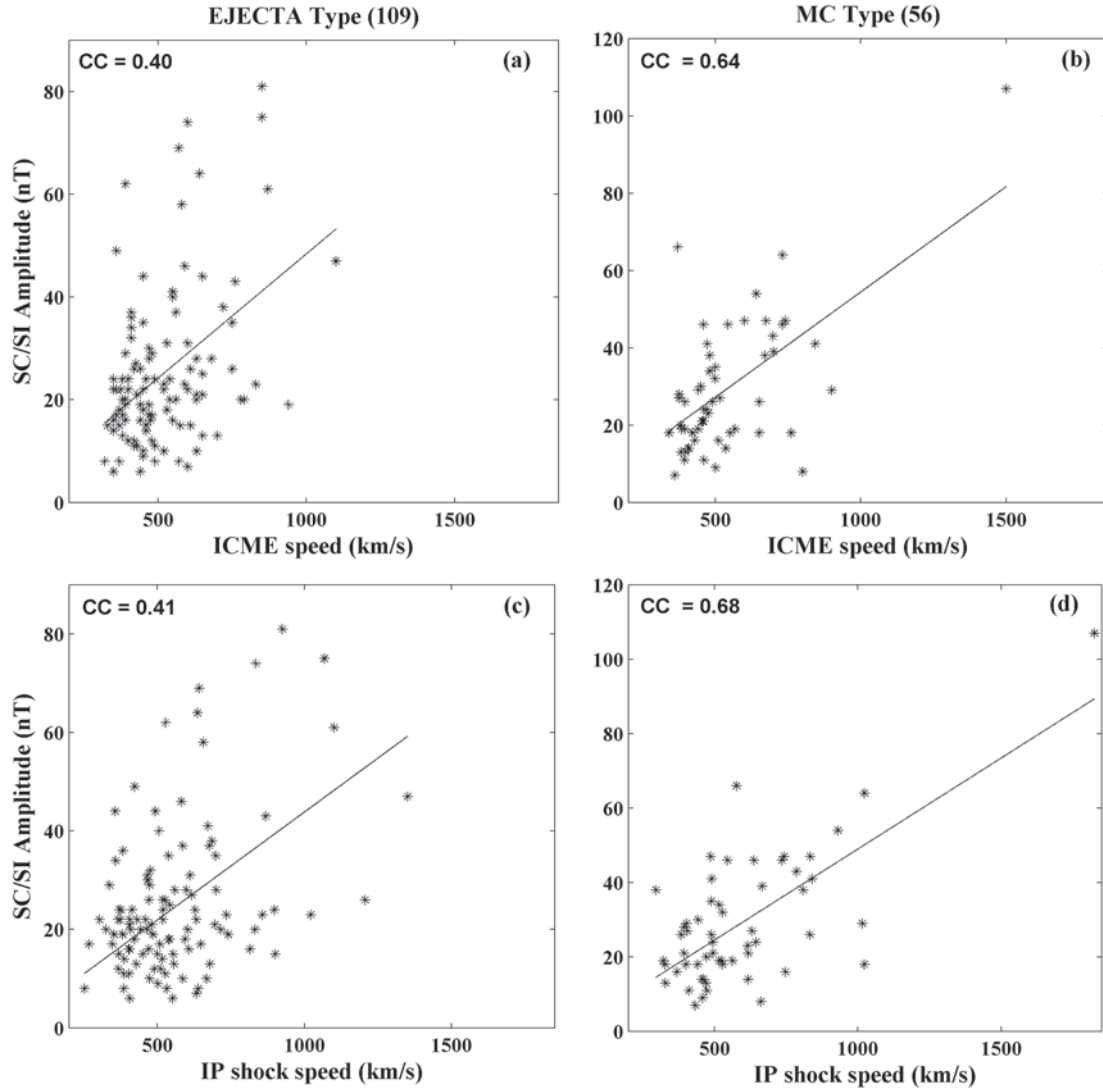 EJECTA Type (109)
MC Type (56)
CC = 0.40
(a)
80
60
40
20
0
500
1000
1500
SC/SI Amplitude (nT)
ICME speed (km/s)
CC = 0.64
(b)
120
100
80
60
40
20
0
500
1000
1500
ICME speed (km/s)
CC = 0.41
(c)
80
60
40
20
0
500
1000
1500
SC/SI Amplitude (nT)
IP shock speed (km/s)
CC = 0.68
(d)
120
100
80
60
40
20
0
500
1000
1500
IP shock speed (km/s)